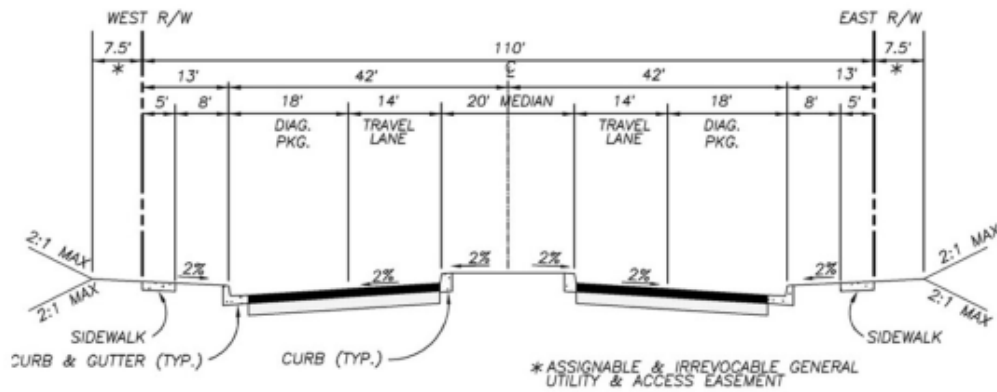 WEST R/W
EAST R/W
7.5'
*
110'
7.5'
*
℄
13'
42'
42'
13'
5'
8'
18'
14'
20' MEDIAN
14'
18'
8'
5'
DIAG.
PKG.
TRAVEL
LANE
TRAVEL
LANE
DIAG.
PKG.
2:1 MAX
2:1 MAX
2%
2%
2%
2%
2%
2%
2:1 MAX
2:1 MAX
SIDEWALK
CURB & GUTTER (TYP.)
CURB (TYP.)
SIDEWALK
* ASSIGNABLE & IRREVOCABLE GENERAL
UTILITY & ACCESS EASEMENT